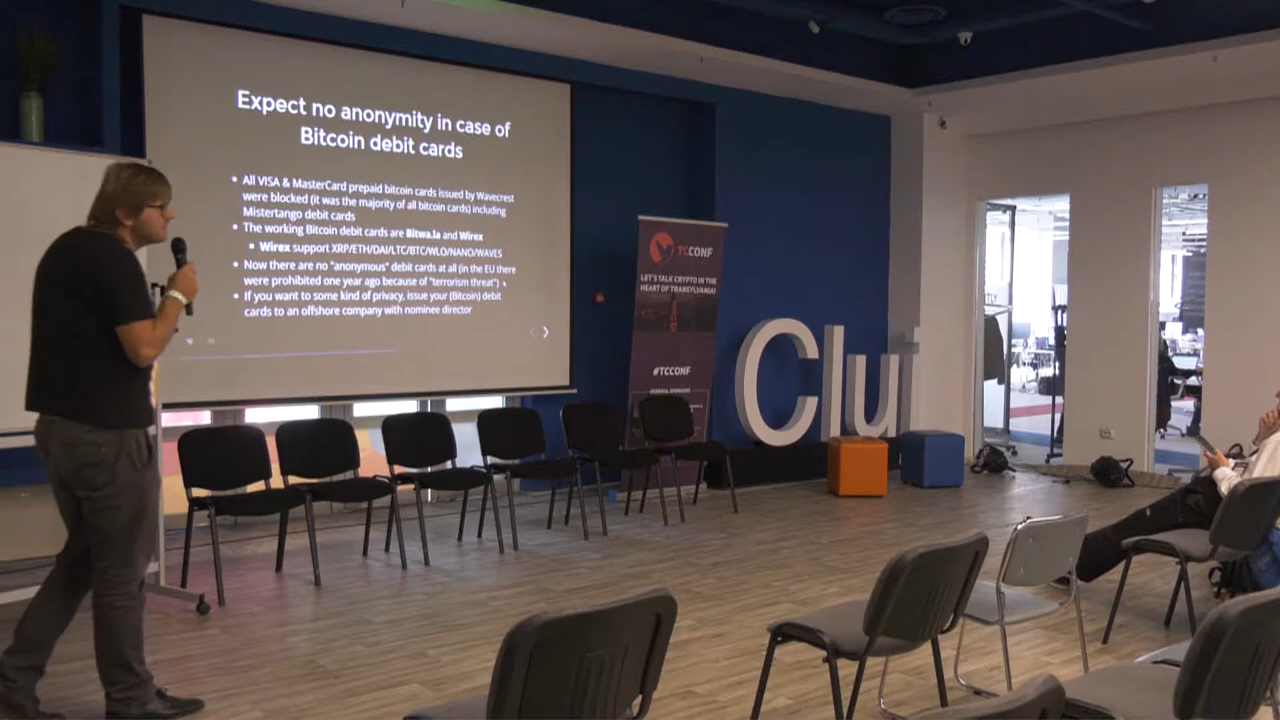 Expect no anonymity in case of
Bitcoin debit cards
• All VISA & MasterCard prepaid bitcoin cards issued by Wavecrest
were blocked (it was the majority of all bitcoin cards) including
Mistertango debit cards
• The working Bitcoin debit cards are Bitwa.la and Wirex
• Wirex support XRP/ETH/DAI/LTC/BTC/WLO/NANO/WAVES
• Now there are no "anonymous" debit cards at all (in the EU there
were prohibited one year ago because of "terrorism threat")
• If you want to some kind of privacy, issue your (Bitcoin) debit
cards to an offshore company with nominee director
TCCONF
LET'S TALK CRYPTO IN THE
HEART OF TRANSYLVANIA!
#TCCONF
GENERAL SPONSORS
Cluj